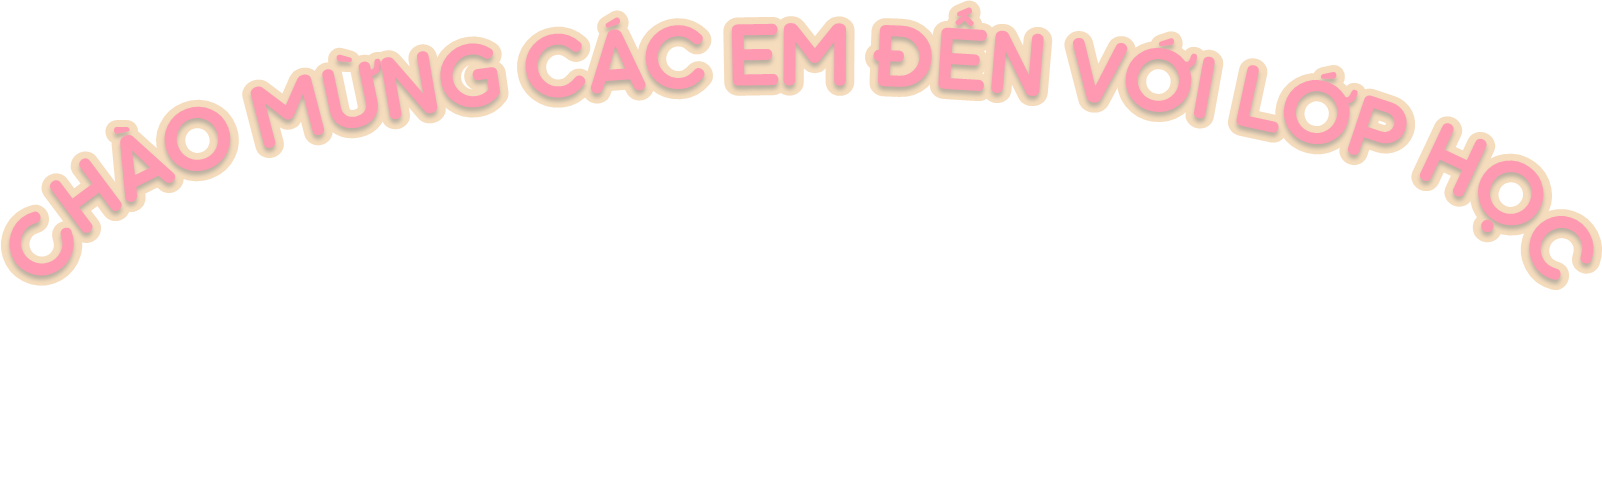 CHÀO MỪNG CÁC EM ĐẾN VỚI LỚP HỌC